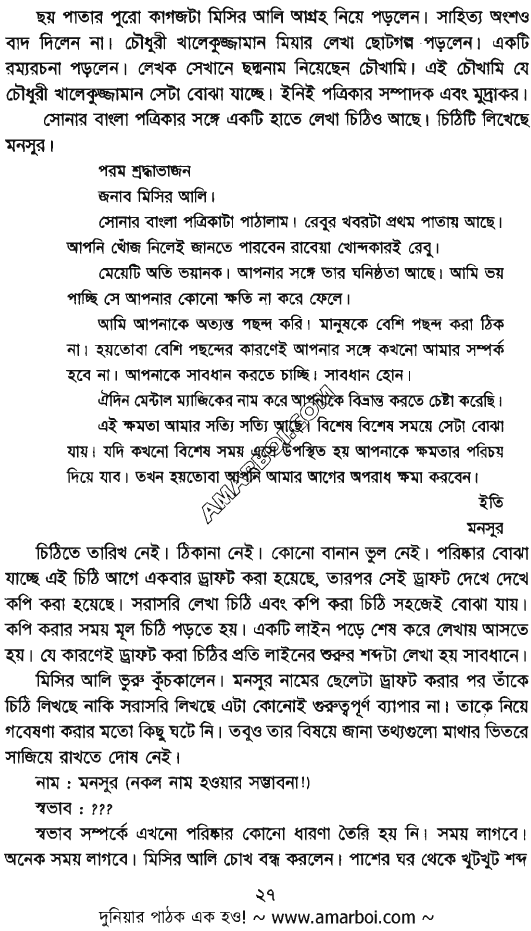 ছয় পাতার পুরো কাগজটা মিসির আলি আগ্রহ নিয়ে পড়লেন। সাহিত্য অংশও
বাদ দিলেন না। চৌধুরী খালেকুজ্জামান মিয়ার লেখা ছোটগল্প পড়লেন। একটি
রম্যরচনা পড়লেন। লেখক সেখানে ছদ্মনাম নিয়েছেন চৌখামি। এই চৌখামি যে
চৌধুরী খালেকুজ্জামান সেটা বোঝা যাচ্ছে। ইনিই পত্রিকার সম্পাদক এবং মুদ্রাকর।
সোনার বাংলা পত্রিকার সঙ্গে একটি হাতে লেখা চিঠিও আছে। চিঠিটি লিখেছে
মনসুর।
পরম শ্রদ্ধাভাজন
জনাব মিসির আলি।
সোনার বাংলা পত্রিকাটা পাঠালাম। রেবুর খবরটা প্রথম পাতায় আছে।
আপনি খোঁজ নিলেই জানতে পারবেন রাবেয়া খোন্দকারই রেবু।
মেয়েটি অতি ভয়ানক। আপনার সঙ্গে তার ঘনিষ্ঠতা আছে। আমি ভয়
পাচ্ছি সে আপনার কোনো ক্ষতি না করে ফেলে।
আমি আপনাকে অত্যন্ত পছন্দ করি। মানুষকে বেশি পছন্দ করা ঠিক
না। হয়তোবা বেশি পছন্দের কারণেই আপনার সঙ্গে কখনো আমার সম্পর্ক
হবে না। আপনাকে সাবধান করতে চাচ্ছি। সাবধান হোন।
ঐদিন মেন্টাল ম্যাজিকের নাম করে আপনাকে বিভ্রান্ত করতে চেষ্টা করেছি।
এই ক্ষমতা আমার সত্যি সত্যি আছে। বিশেষ বিশেষ সময়ে সেটা বোঝা
যায়। যদি কখনো বিশেষ সময় এসে উপস্থিত হয় আপনাকে ক্ষমতার পরিচয়
দিয়ে যাব। তখন হয়তোবা আপনি আমার আগের অপরাধ ক্ষমা করবেন।
ইতি
মনসুর
AMARBOI.COM
চিঠিতে তারিখ নেই। ঠিকানা নেই। কোনো বানান ভুল নেই। পরিষ্কার বোঝা
যাচ্ছে এই চিঠি আগে একবার ড্রাফট করা হয়েছে, তারপর সেই ড্রাফট দেখে দেখে
কপি করা হয়েছে। সরাসরি লেখা চিঠি এবং কপি করা চিঠি সহজেই বোঝা যায়।
কপি করার সময় মূল চিঠি পড়তে হয়। একটি লাইন পড়ে শেষ করে লেখায় আসতে
হয়। যে কারণেই ড্রাফট করা চিঠির প্রতি লাইনের শুরুর শব্দটা লেখা হয় সাবধানে।
মিসির আলি ভুরু কুঁচকালেন। মনসুর নামের ছেলেটা ড্রাফট করার পর তাঁকে
চিঠি লিখছে নাকি সরাসরি লিখছে এটা কোনোই গুরুত্বপূর্ণ ব্যাপার না। তাকে নিয়ে
গবেষণা করার মতো কিছু ঘটে নি। তবুও তার বিষয়ে জানা তথ্যগুলো মাথার ভিতরে
সাজিয়ে রাখতে দোষ নেই।
নাম : মনসুর (নকল নাম হওয়ার সম্ভাবনা!)
স্বভাব : ???
স্বভাব সম্পর্কে এখনো পরিষ্কার কোনো ধারণা তৈরি হয় নি। সময় লাগবে।
অনেক সময় লাগবে। মিসির আলি চোখ বন্ধ করলেন। পাশের ঘর থেকে খুটখুট শব্দ
২৭
দুনিয়ার পাঠক এক হও! ~ www.amarboi.com ~